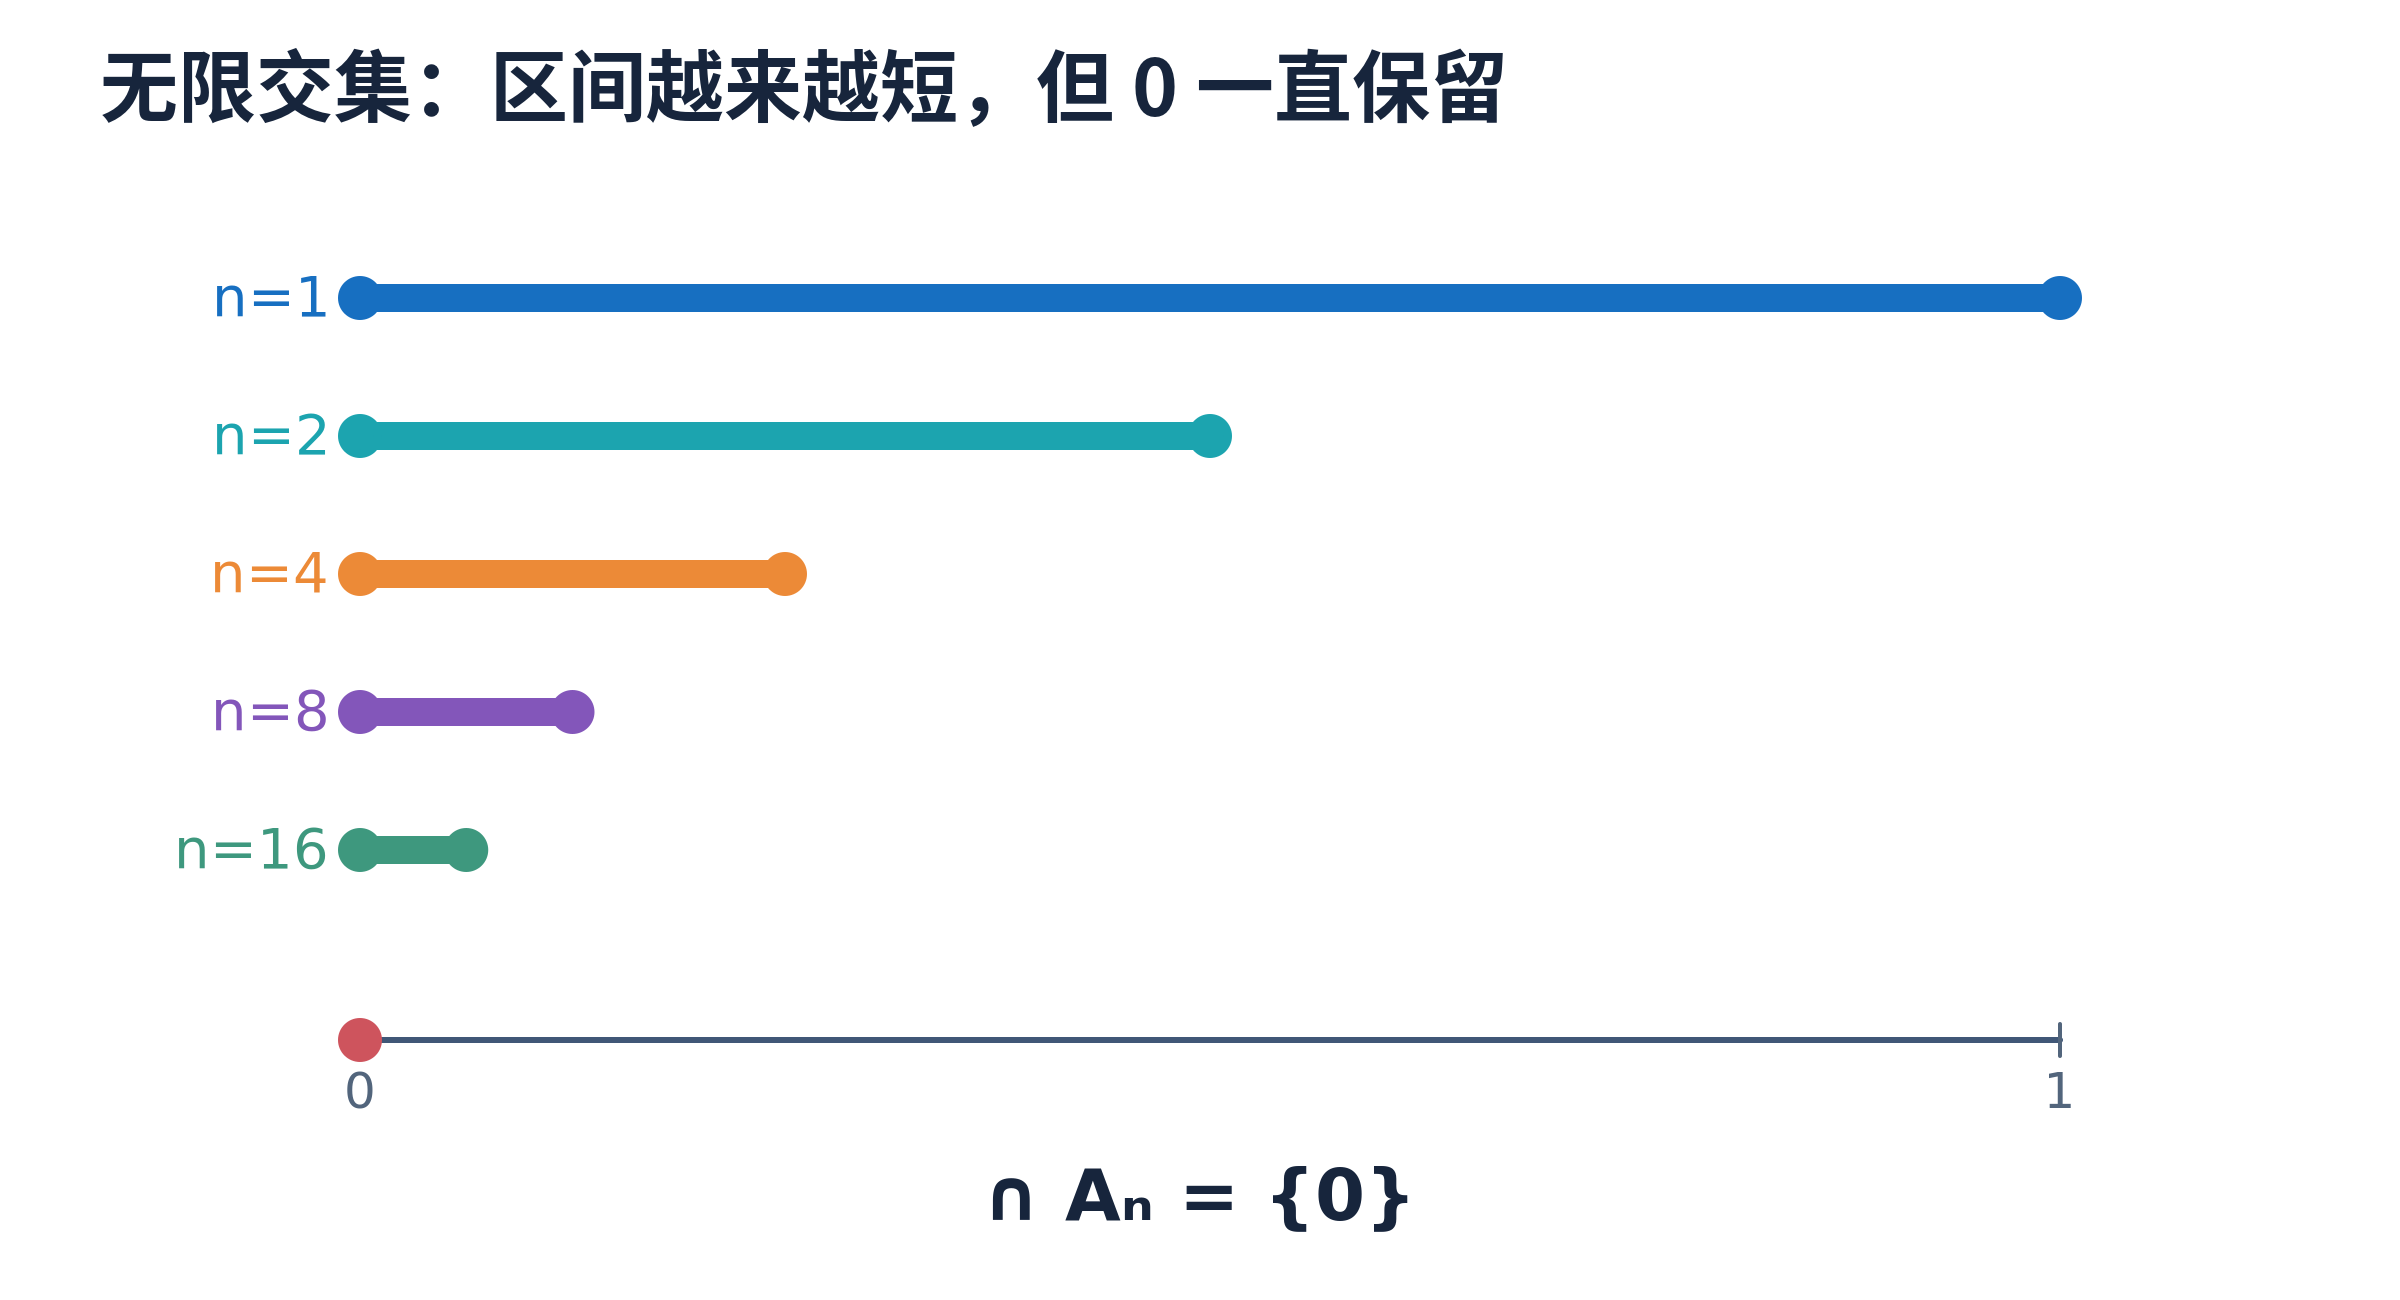 无限交集：区间越来越短，但 0 一直保留
n=1
n=2
n=4
n=8
n=16
0 1
∩ Aₙ = {0}